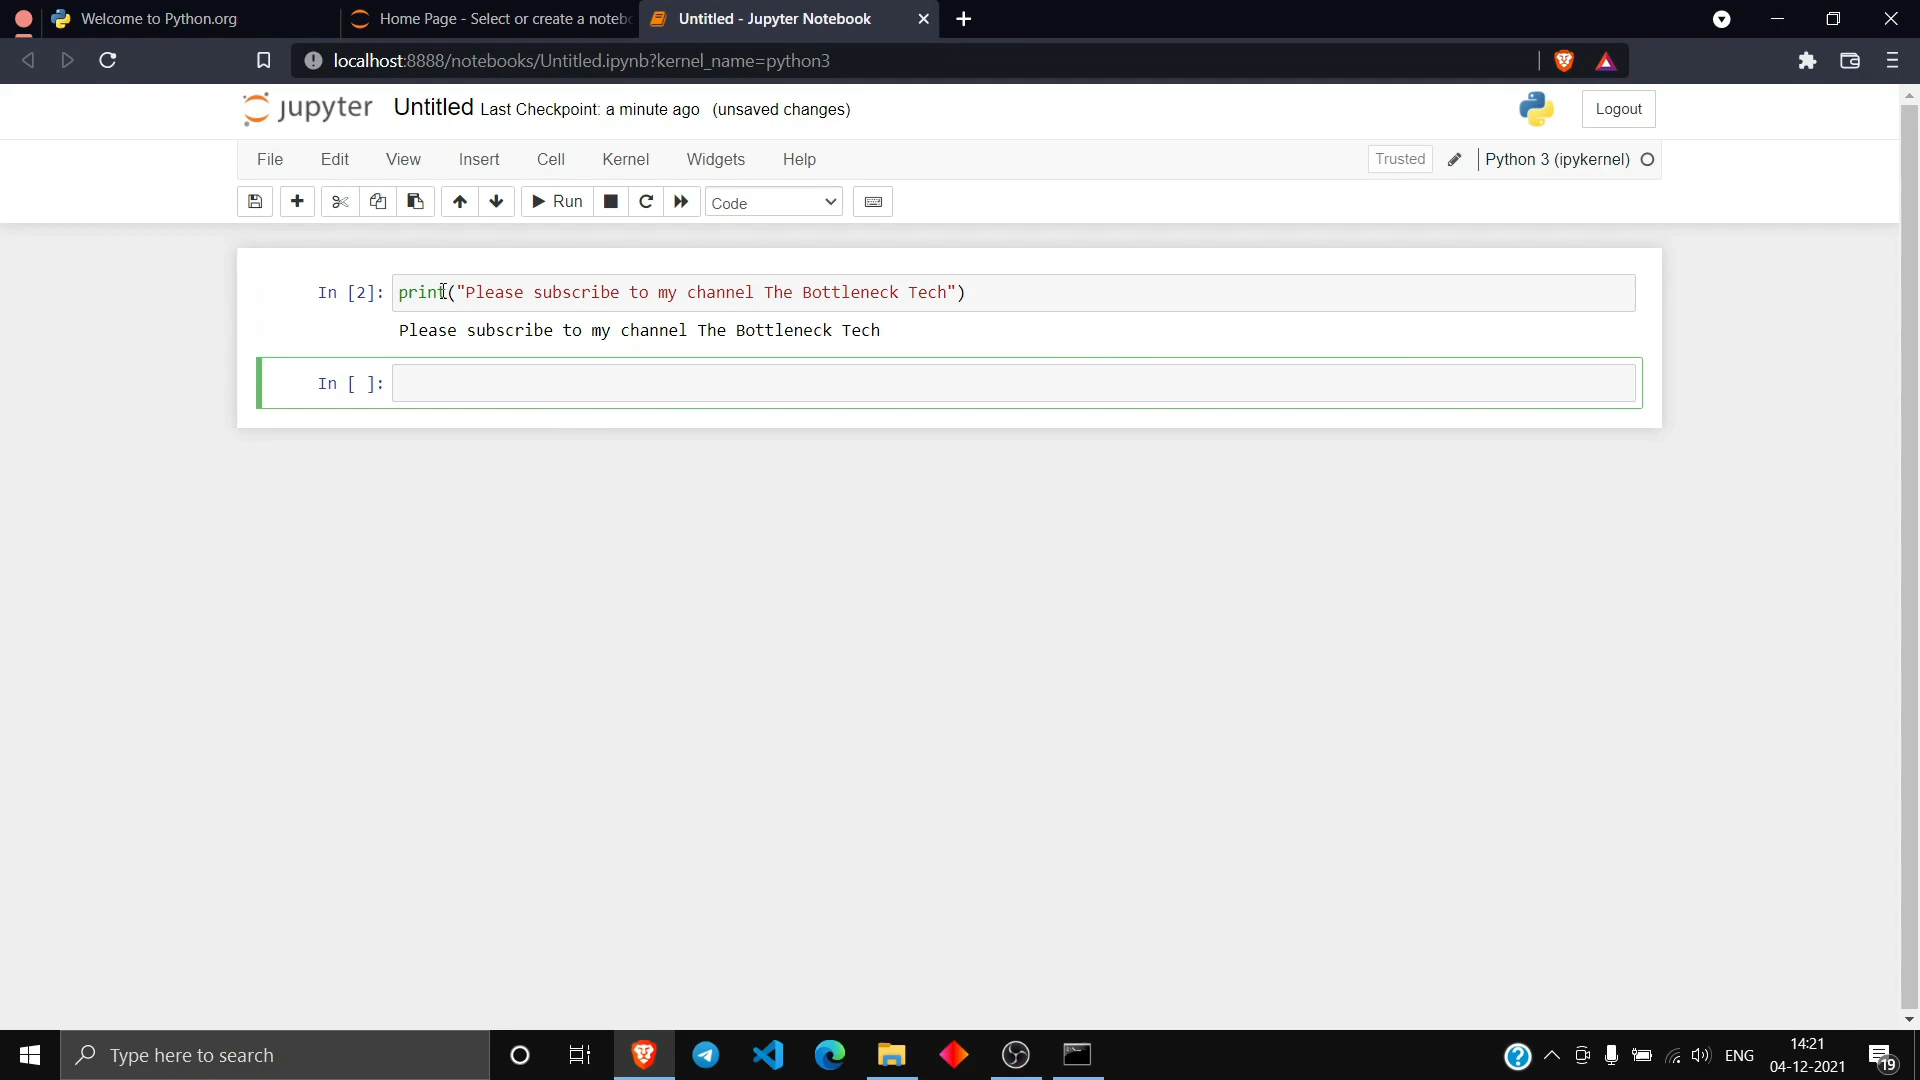 Welcome to Python.org
Home Page - Select or create a noteb
Untitled - Jupyter Notebook
localhost:8888/notebooks/Untitled.ipynb?kernel_name=python3
jupyter Untitled Last Checkpoint: a minute ago (unsaved changes)
Logout
File Edit View Insert Cell Kernel Widgets Help
Trusted
Python 3 (ipykernel)
Run
Code
In [2]: print("Please subscribe to my channel The Bottleneck Tech")
Please subscribe to my channel The Bottleneck Tech
In [ ]:
Type here to search
ENG
14:21
04-12-2021
19